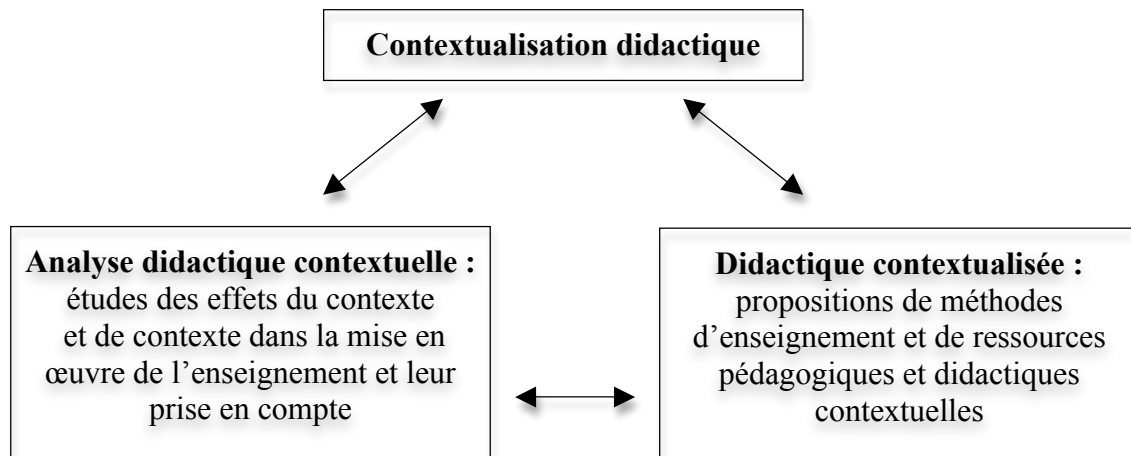 Contextualisation didactique
Analyse didactique contextuelle :
études des effets du contexte
et de contexte dans la mise en
œuvre de l’enseignement et leur
prise en compte
Didactique contextualisée :
propositions de méthodes
d’enseignement et de ressources
pédagogiques et didactiques
contextuelles